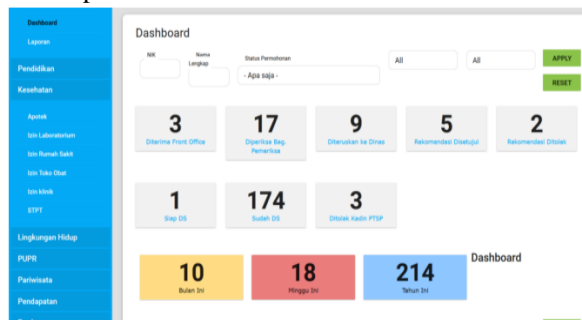 Dashboard
Laporan
Pendidikan
Kesehatan
Apotek
Izin Laboratorium
Izin Rumah Sakit
Izin Toko Obat
Izin klinik
STPT
Lingkungan Hidup
PUPR
Pariwisata
Pendapatan
Dashboard
NIK
Nama Lengkap
Status Permohonan
- Apa saja -
All
All
APPLY
RESET
3
Diterima Front Office
17
Diperiksa Bag.
Pemeriksa
9
Diteruskan ke Dinas
5
Rekomendasi Disetujui
2
Rekomendasi Ditolak
1
Siap DS
174
Sudah DS
3
Ditolak Kadin PTSP
10
Bulan Ini
18
Minggu Ini
214
Tahun Ini
Dashboard